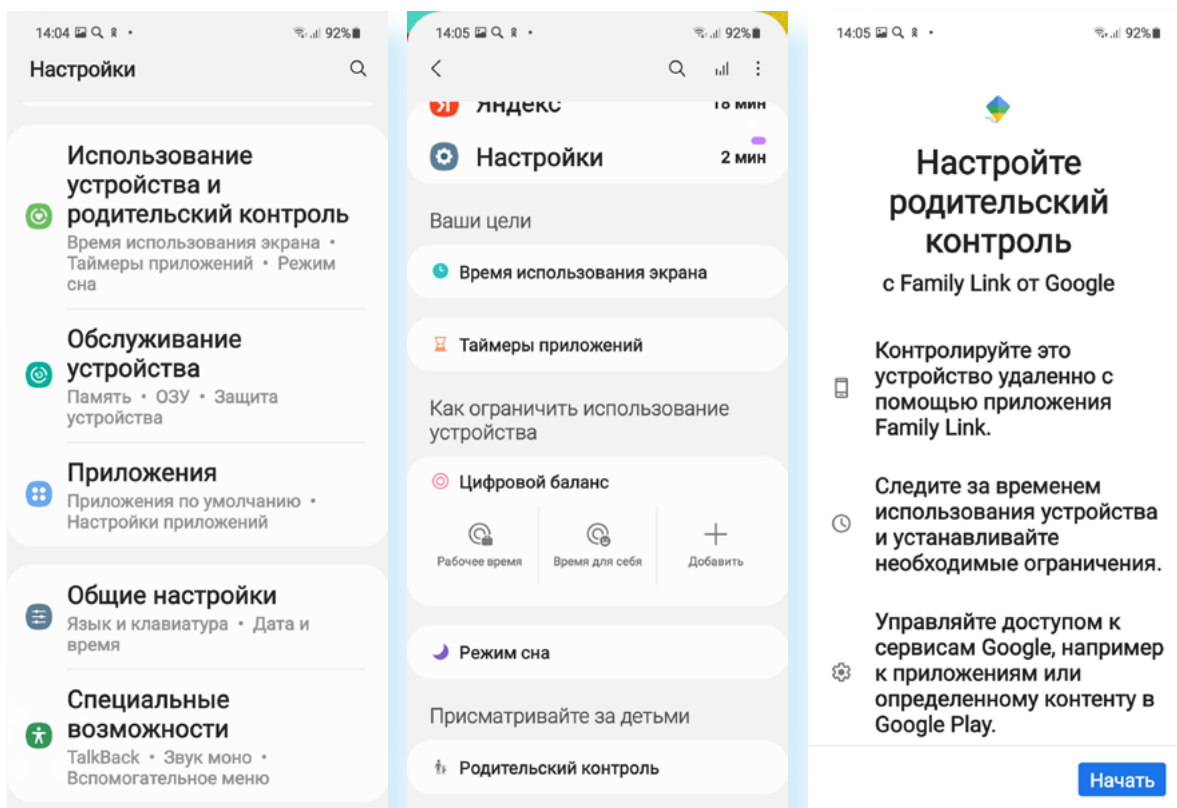 14:04
92%
Настройки
Использование
устройства и
родительский контроль
Время использования экрана •
Таймеры приложений • Режим
сна
Обслуживание
устройства
Память • ОЗУ • Защита
устройства
Приложения
Приложения по умолчанию •
Настройки приложений
Общие настройки
Язык и клавиатура • Дата и
время
Специальные
возможности
TalkBack • Звук моно •
Вспомогательное меню
14:05
92%
Яндекс
18 мин
Настройки
2 мин
Ваши цели
Время использования экрана
Таймеры приложений
Как ограничить использование
устройства
Цифровой баланс
Рабочее время
Время для себя
Добавить
Режим сна
Присматривайте за детьми
Родительский контроль
14:05
92%
Настройте
родительский
контроль
с Family Link от Google
Контролируйте это
устройство удаленно с
помощью приложения
Family Link.
Следите за временем
использования устройства
и устанавливайте
необходимые ограничения.
Управляйте доступом к
сервисам Google, например
к приложениям или
определенному контенту в
Google Play.
Начать